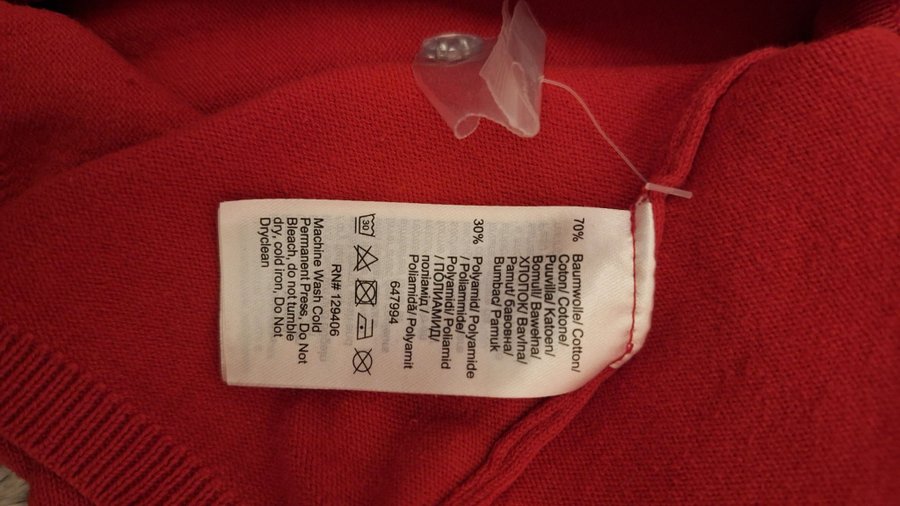 70% Baumwolle/ Cotton/
Coton/ Cotone/
Puuvilla/ Katoen/
Bomull/ Bawełna/
ХЛОПОК/ Bavlna/
Pamut/ бавовна/
Bumbac/ Pamuk
30% Polyamid/ Polyamide
/ Poliammide/
Polyamidi/ Poliamid
/ ПОЛИАМИД/
поліамід /
Poliamidă/ Polyamit
647994
30
RN# 129406
Machine Wash Cold
Permanent Press, Do Not
Bleach, do not tumble
dry, cold iron, Do Not
Dryclean